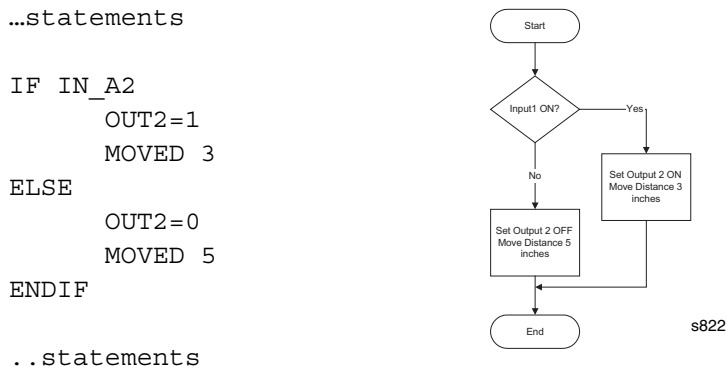 …statements
IF IN_A2
OUT2=1
MOVED 3
ELSE
OUT2=0
MOVED 5
ENDIF
..statements
Start
Input1 ON?
Yes
No
Set Output 2 ON
Move Distance 3
inches
Set Output 2 OFF
Move Distance 5
inches
End
s822